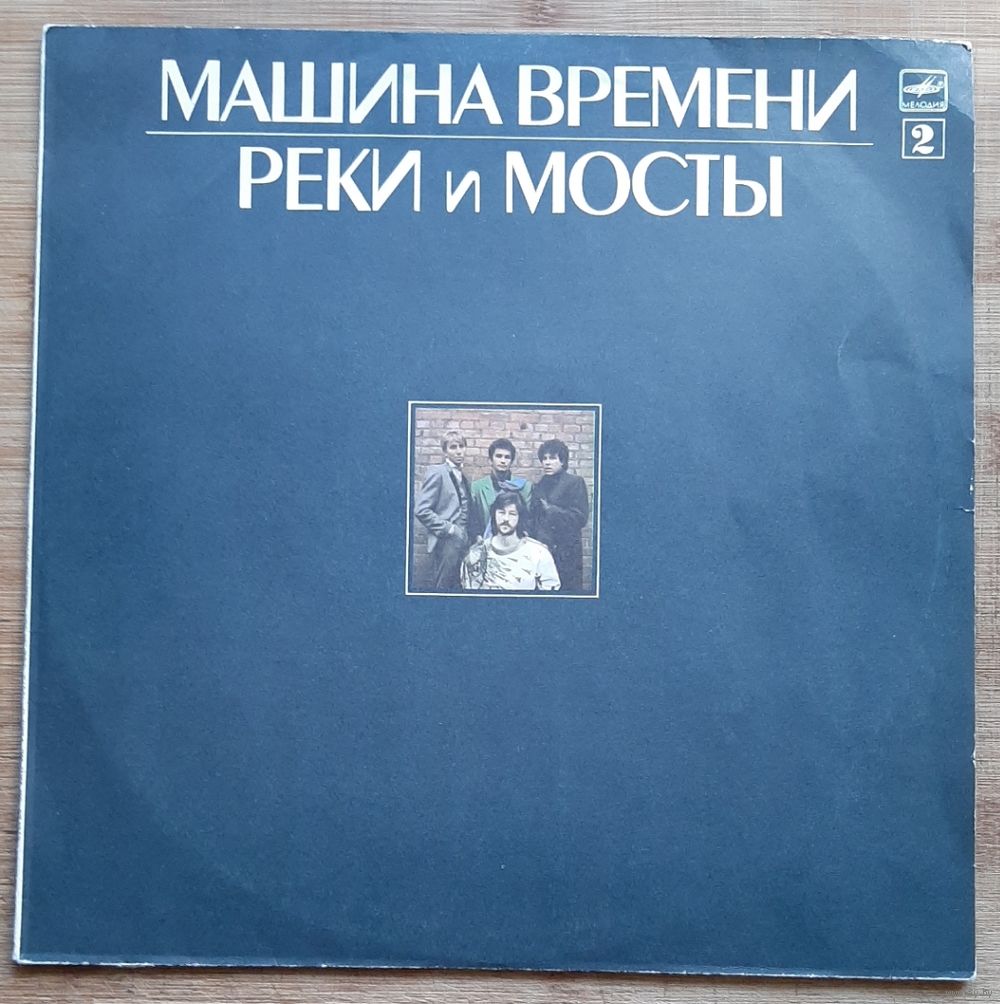 МАШИНА ВРЕМЕНИ
РЕКИ и МОСТЫ
МЕЛОДИЯ
2